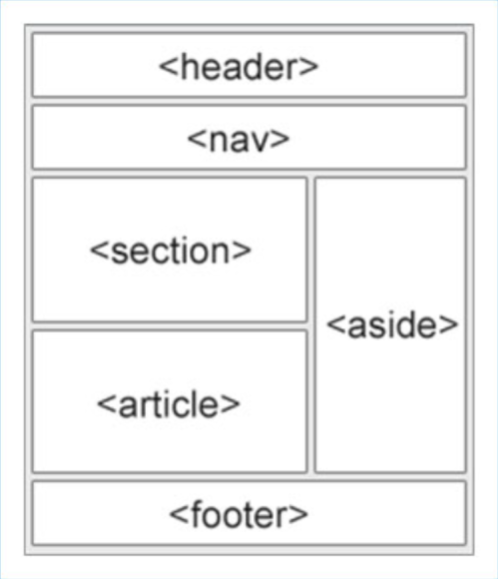 <header>
<nav>
<section>
<aside>
<article>
<footer>